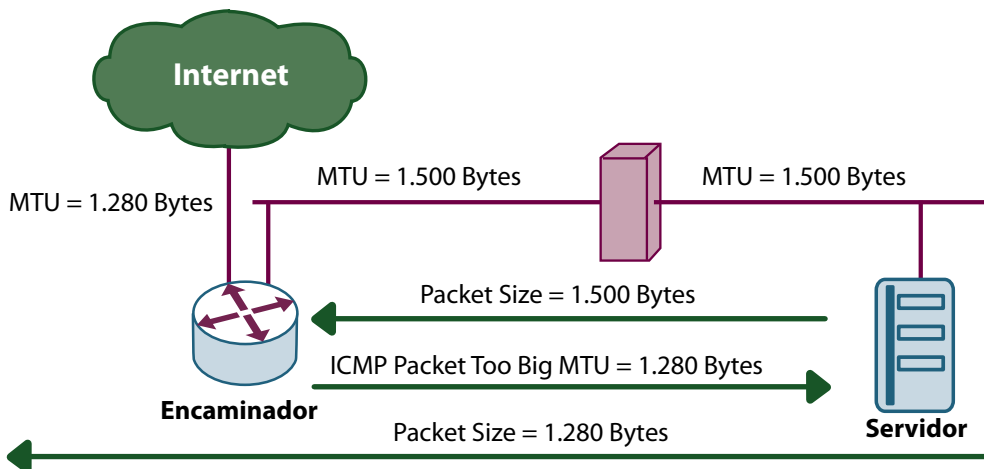 Internet
MTU = 1.500 Bytes
MTU = 1.500 Bytes
MTU = 1.280 Bytes
Packet Size = 1.500 Bytes
ICMP Packet Too Big MTU = 1.280 Bytes
Encaminador
Servidor
Packet Size = 1.280 Bytes